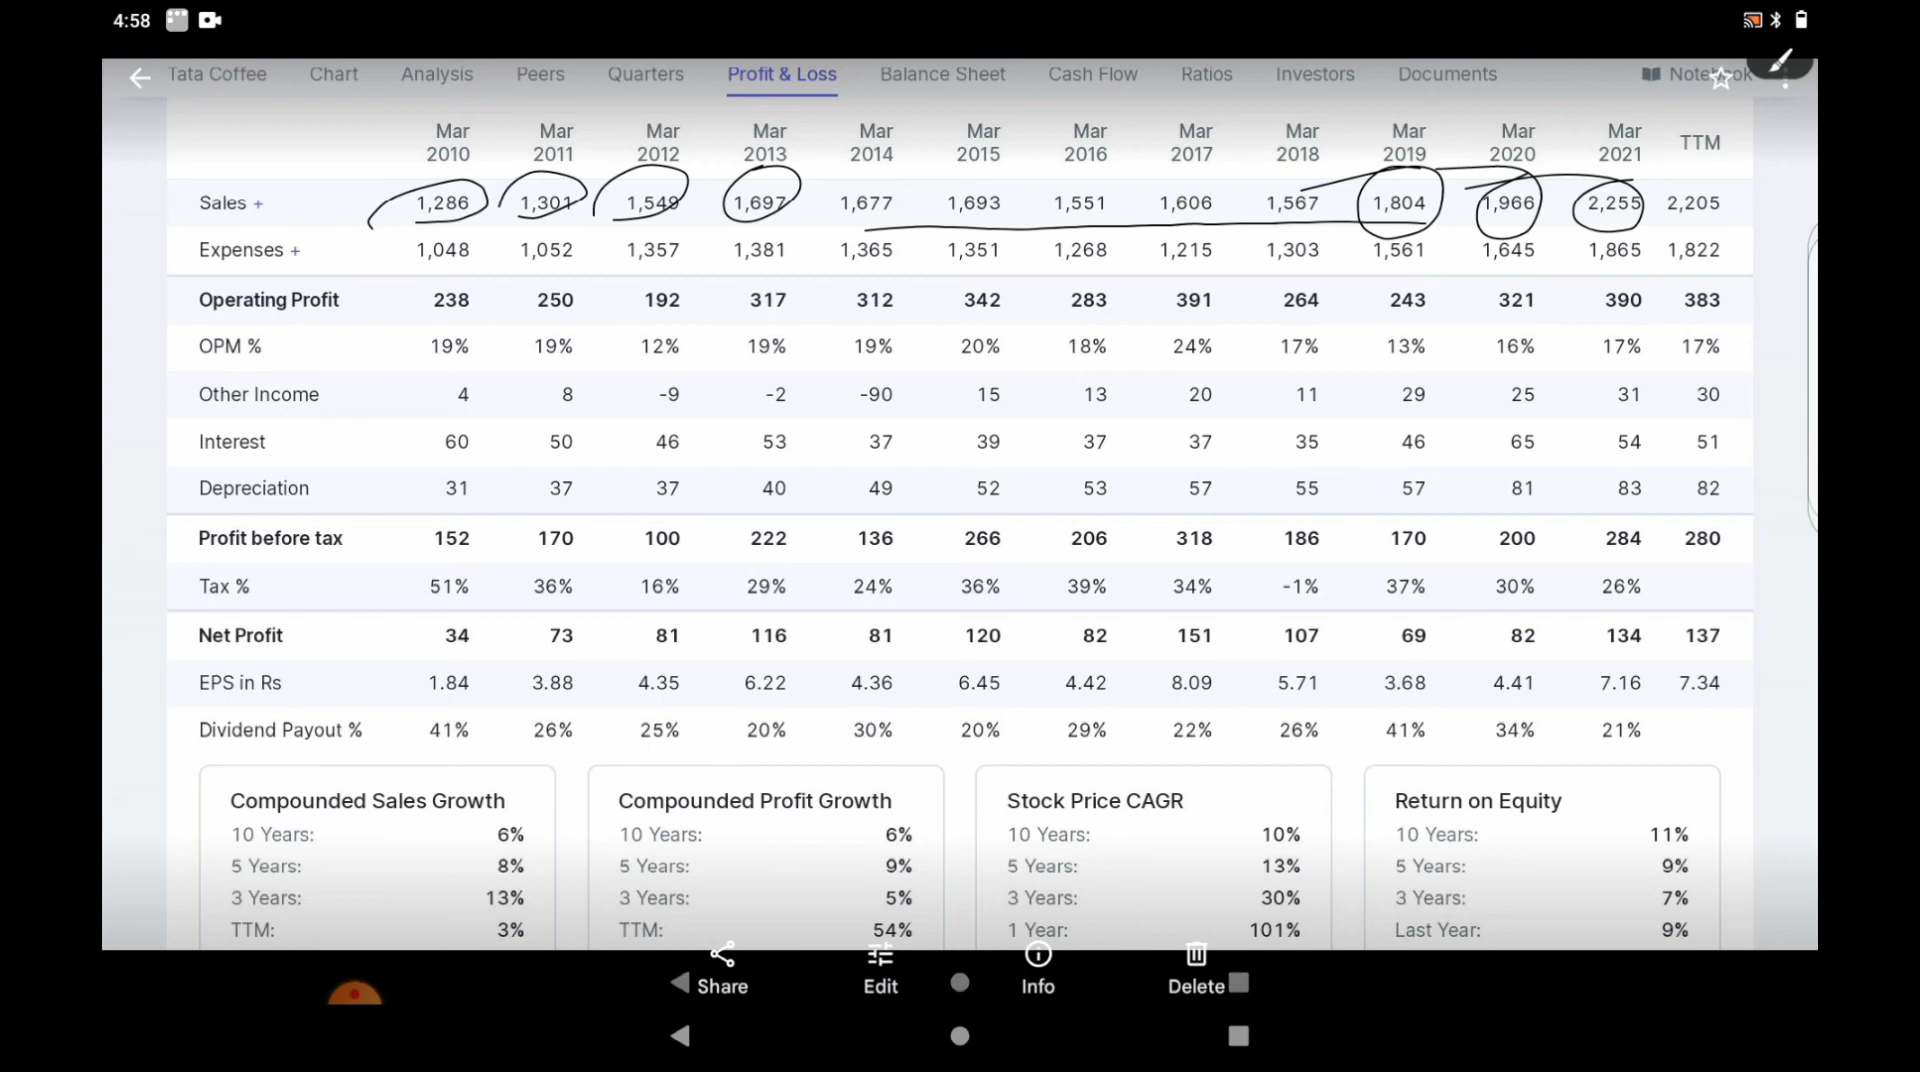 4:58
Tata Coffee Chart Analysis Peers Quarters Profit & Loss Balance Sheet Cash Flow Ratios Investors Documents Notebook
Mar 2010 Mar 2011 Mar 2012 Mar 2013 Mar 2014 Mar 2015 Mar 2016 Mar 2017 Mar 2018 Mar 2019 Mar 2020 Mar 2021 TTM
Sales + 1,286 1,301 1,549 1,697 1,677 1,693 1,551 1,606 1,567 1,804 1,966 2,255 2,205
Expenses + 1,048 1,052 1,357 1,381 1,365 1,351 1,268 1,215 1,303 1,561 1,645 1,865 1,822
Operating Profit 238 250 192 317 312 342 283 391 264 243 321 390 383
OPM % 19% 19% 12% 19% 19% 20% 18% 24% 17% 13% 16% 17% 17%
Other Income 4 8 -9 -2 -90 15 13 20 11 29 25 31 30
Interest 60 50 46 53 37 39 37 37 35 46 65 54 51
Depreciation 31 37 37 40 49 52 53 57 55 57 81 83 82
Profit before tax 152 170 100 222 136 266 206 318 186 170 200 284 280
Tax % 51% 36% 16% 29% 24% 36% 39% 34% -1% 37% 30% 26%
Net Profit 34 73 81 116 81 120 82 151 107 69 82 134 137
EPS in Rs 1.84 3.88 4.35 6.22 4.36 6.45 4.42 8.09 5.71 3.68 4.41 7.16 7.34
Dividend Payout % 41% 26% 25% 20% 30% 20% 29% 22% 26% 41% 34% 21%
Compounded Sales Growth
10 Years: 6%
5 Years: 8%
3 Years: 13%
TTM: 3%
Compounded Profit Growth
10 Years: 6%
5 Years: 9%
3 Years: 5%
TTM: 54%
Stock Price CAGR
10 Years: 10%
5 Years: 13%
3 Years: 30%
1 Year: 101%
Return on Equity
10 Years: 11%
5 Years: 9%
3 Years: 7%
Last Year: 9%
Share Edit Info Delete